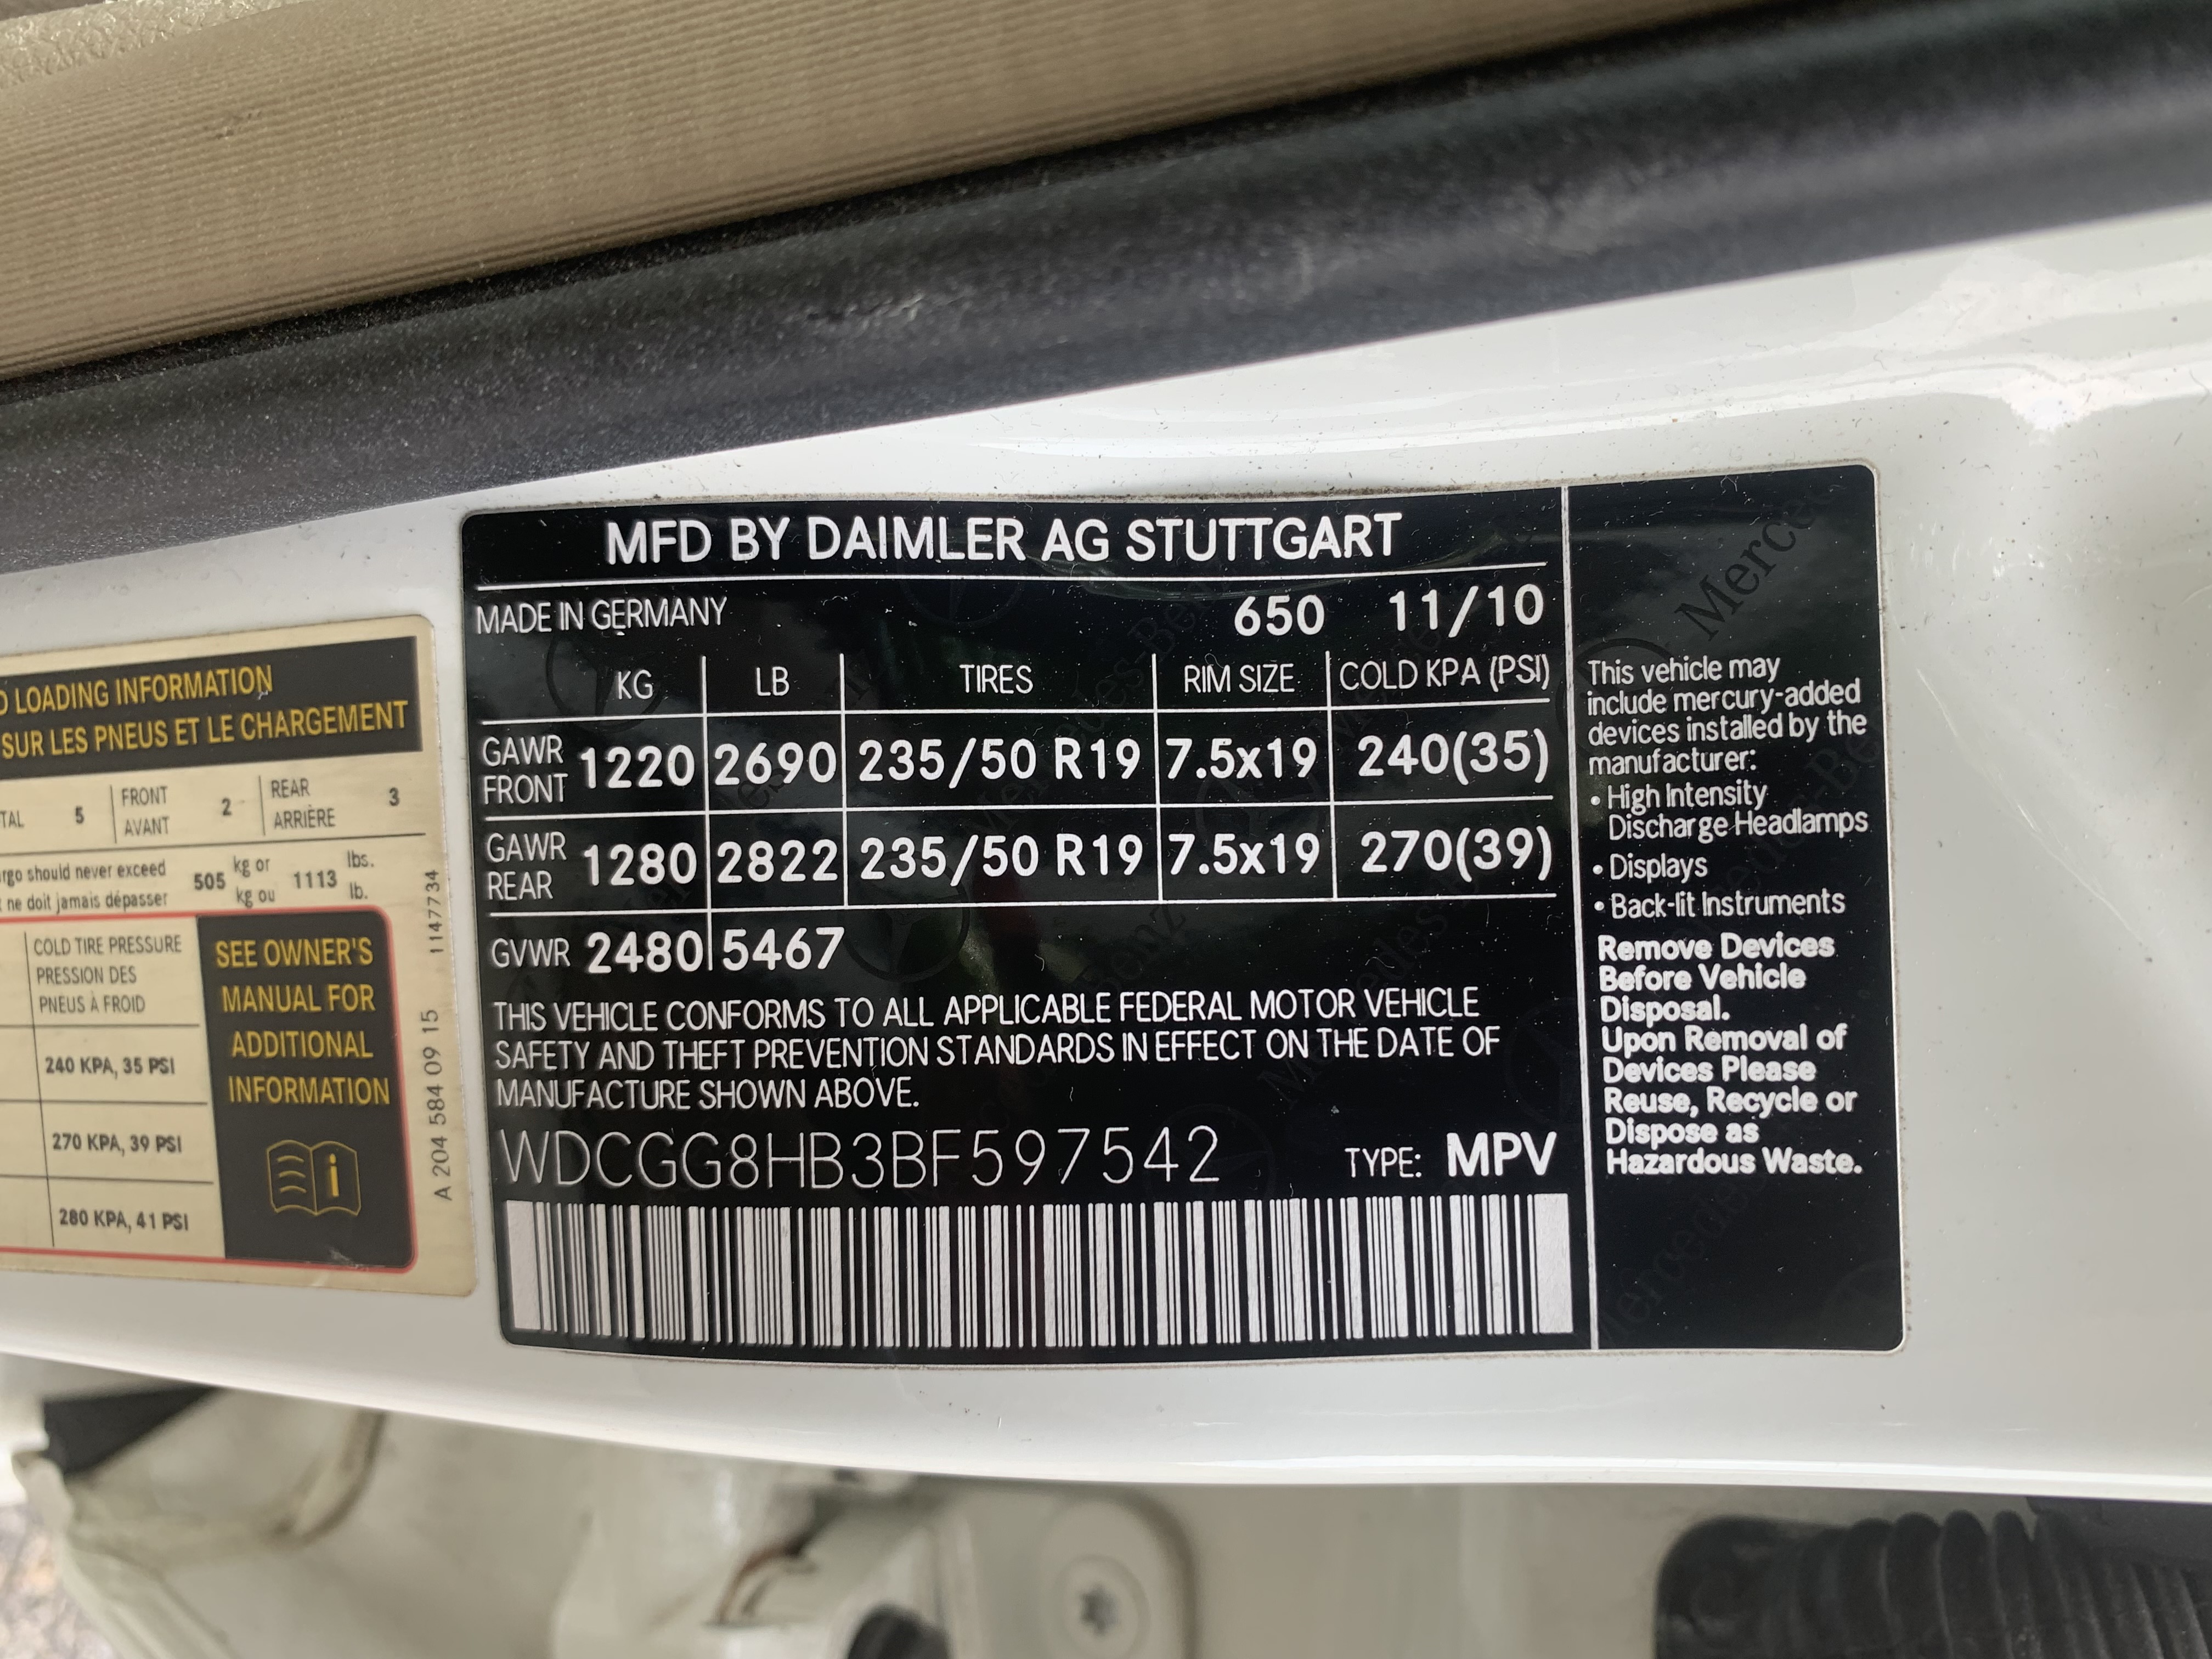 LOADING INFORMATION
SUR LES PNEUS ET LE CHARGEMENT
5 FRONT 2 REAR 3
AVANT ARRIÈRE
should never exceed 505 kg or 1113 lbs.
ne doit jamais dépasser kg ou lb.
COLD TIRE PRESSURE
PRESSION DES
PNEUS À FROID
240 KPA, 35 PSI
270 KPA, 39 PSI
280 KPA, 41 PSI
SEE OWNER'S
MANUAL FOR
ADDITIONAL
INFORMATION
i
A 204 584 09 15 1147734
MFD BY DAIMLER AG STUTTGART
MADE IN GERMANY 650 11/10
KG LB TIRES RIM SIZE COLD KPA (PSI)
GAWR FRONT 1220 2690 235/50 R19 7.5x19 240(35)
GAWR REAR 1280 2822 235/50 R19 7.5x19 270(39)
GVWR 2480 5467
THIS VEHICLE CONFORMS TO ALL APPLICABLE FEDERAL MOTOR VEHICLE
SAFETY AND THEFT PREVENTION STANDARDS IN EFFECT ON THE DATE OF
MANUFACTURE SHOWN ABOVE.
WDCGG8HB3BF597542 TYPE: MPV
This vehicle may
include mercury-added
devices installed by the
manufacturer:
• High Intensity
Discharge Headlamps
• Displays
• Back-lit Instruments
Remove Devices
Before Vehicle
Disposal.
Upon Removal of
Devices Please
Reuse, Recycle or
Dispose as
Hazardous Waste.